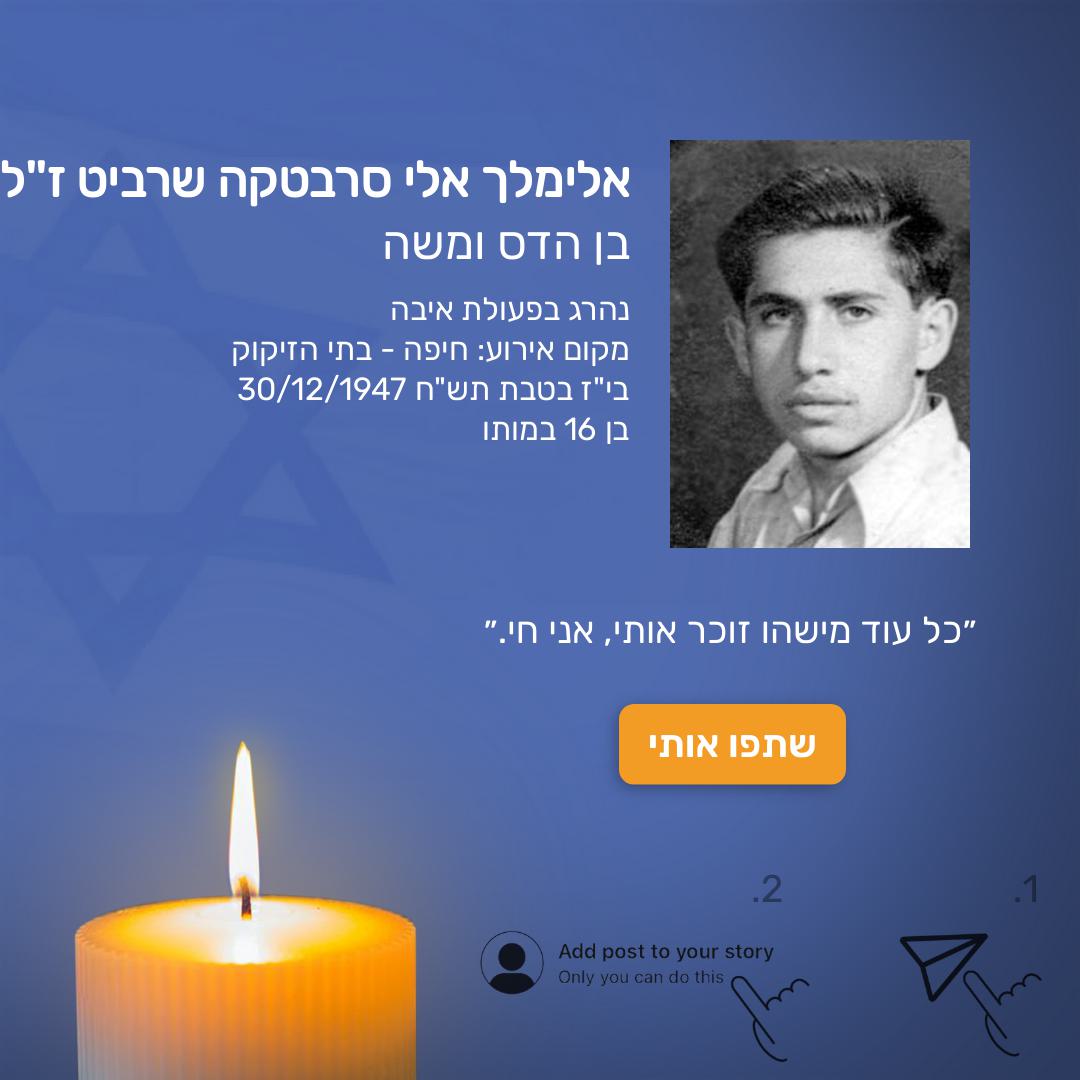 אלימלך אלי סרבטקה שרביט ז"ל
בן הדס ומשה
נהרג בפעולת איבה
מקום אירוע: חיפה - בתי הזיקוק
בי"ז בטבת תש"ח 30/12/1947
בן 16 במותו
״כל עוד מישהו זוכר אותי, אני חי.״
שתפו אותי
1.
2.
Add post to your story
Only you can do this